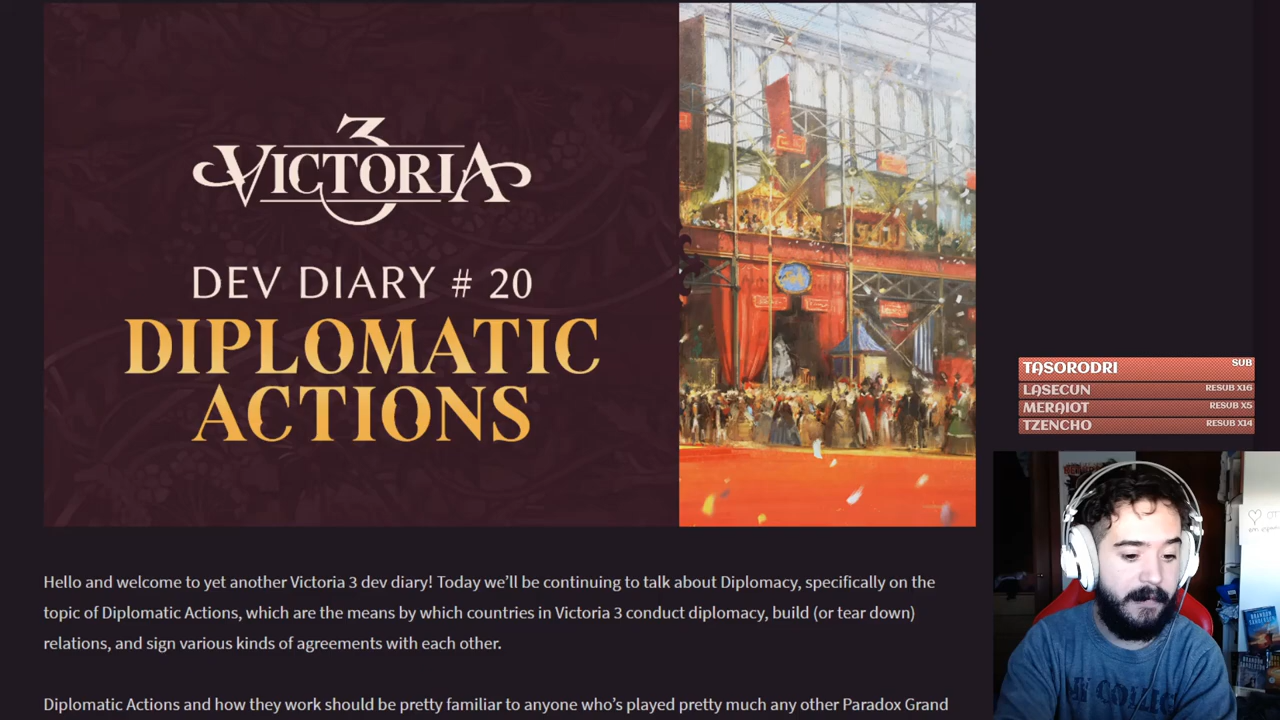 3
VICTORIA
DEV DIARY # 20
DIPLOMATIC
ACTIONS
Hello and welcome to yet another Victoria 3 dev diary! Today we’ll be continuing to talk about Diplomacy, specifically on the
topic of Diplomatic Actions, which are the means by which countries in Victoria 3 conduct diplomacy, build (or tear down)
relations, and sign various kinds of agreements with each other.
Diplomatic Actions and how they work should be pretty familiar to anyone who’s played pretty much any other Paradox Grand
TASORODRI SUB
LASECUN RESUB X16
MERAIOT RESUB X5
TZENCHO RESUB X14